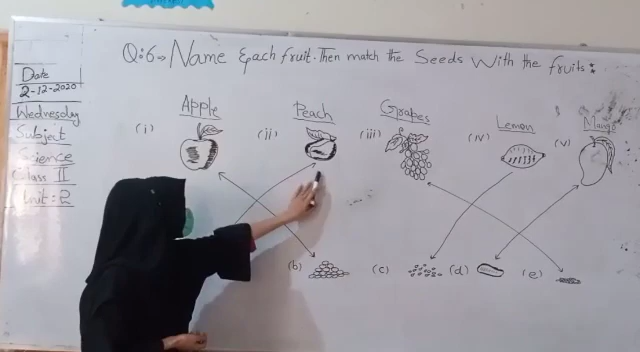 Q:6 Name Each fruit. Then match the Seeds With the fruits:
Date
2-12-2020
Wednesday
Subject
Science
Class II
Unit: 2
Apple
Peach
Grapes
Lemon
Mango
(i)
(ii)
(iii)
(iv)
(v)
(b)
(c)
(d)
(e)